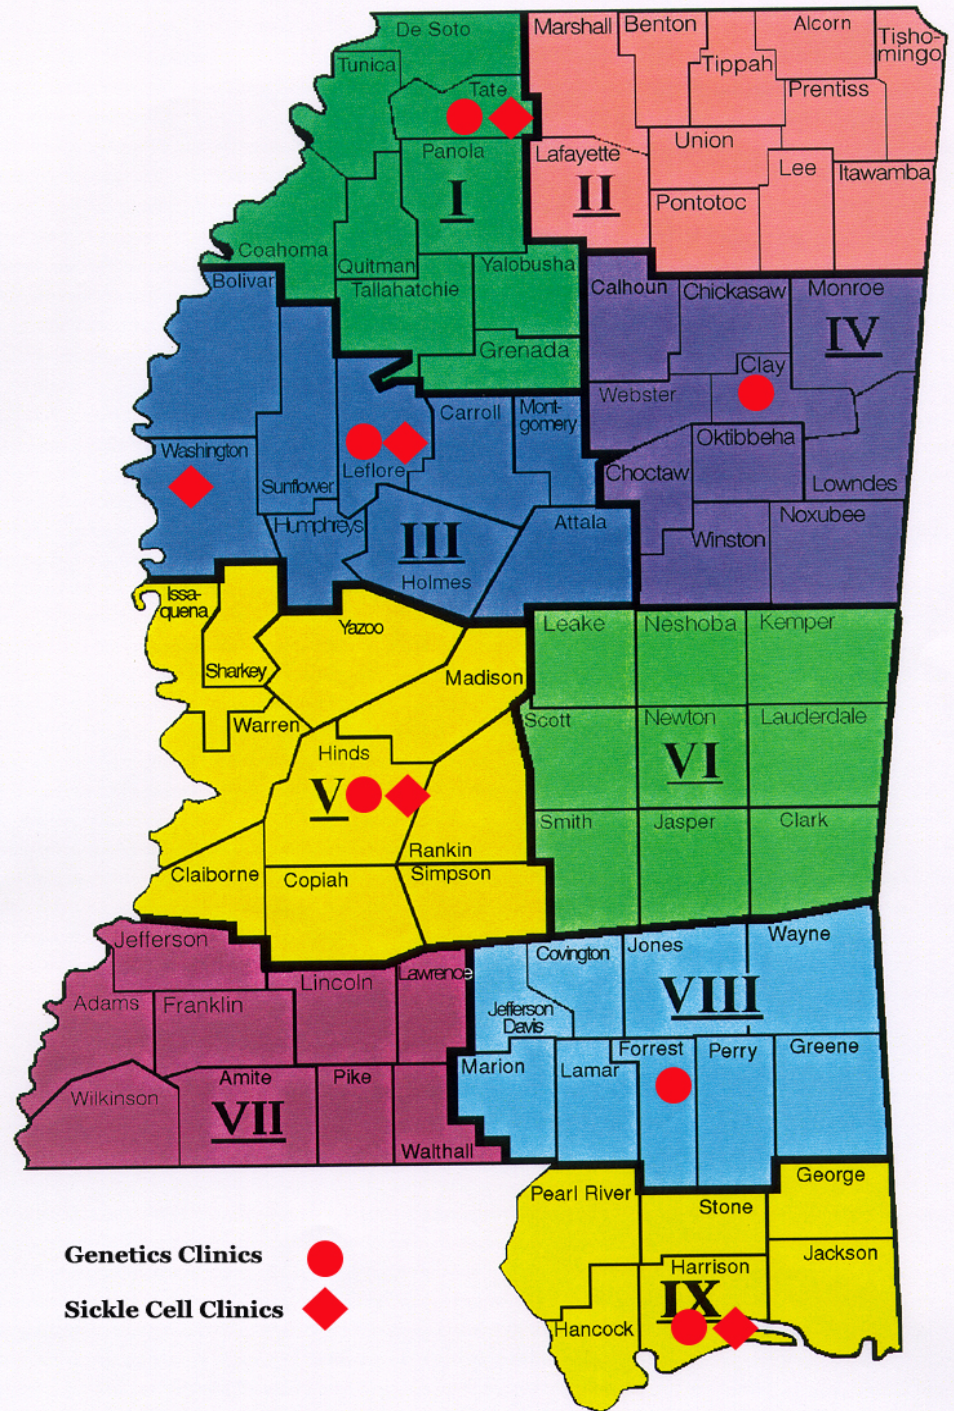 De Soto
Marshall
Benton
Alcorn
Tisho-
mingo
Tunica
Tippah
Prentiss
Tate
Panola
Lafayette
Union
Lee
Itawamba
I
II
Pontotoc
Coahoma
Quitman
Yalobusha
Bolivar
Tallahatchie
Calhoun
Chickasaw
Monroe
IV
Grenada
Clay
Webster
Carroll
Mont-
gomery
Washington
Leflore
Oktibbeha
Choctaw
Sunflower
Lowndes
Humphreys
III
Attala
Noxubee
Winston
Holmes
Issa-
quena
Yazoo
Leake
Neshoba
Kemper
Sharkey
Madison
Warren
Scott
Newton
Lauderdale
Hinds
VI
V
Smith
Jasper
Clark
Rankin
Claiborne
Copiah
Simpson
Jefferson
Covington
Jones
Wayne
Lawrence
Lincoln
Adams
Franklin
VIII
Jefferson
Davis
Marion
Lamar
Forrest
Perry
Greene
Amite
Pike
Wilkinson
VII
Walthall
Pearl River
George
Stone
Genetics Clinics
Jackson
Harrison
Sickle Cell Clinics
IX
Hancock